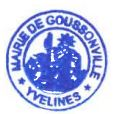 MAIRIE DE GOUSSONVILLE
★ YVELINES ★